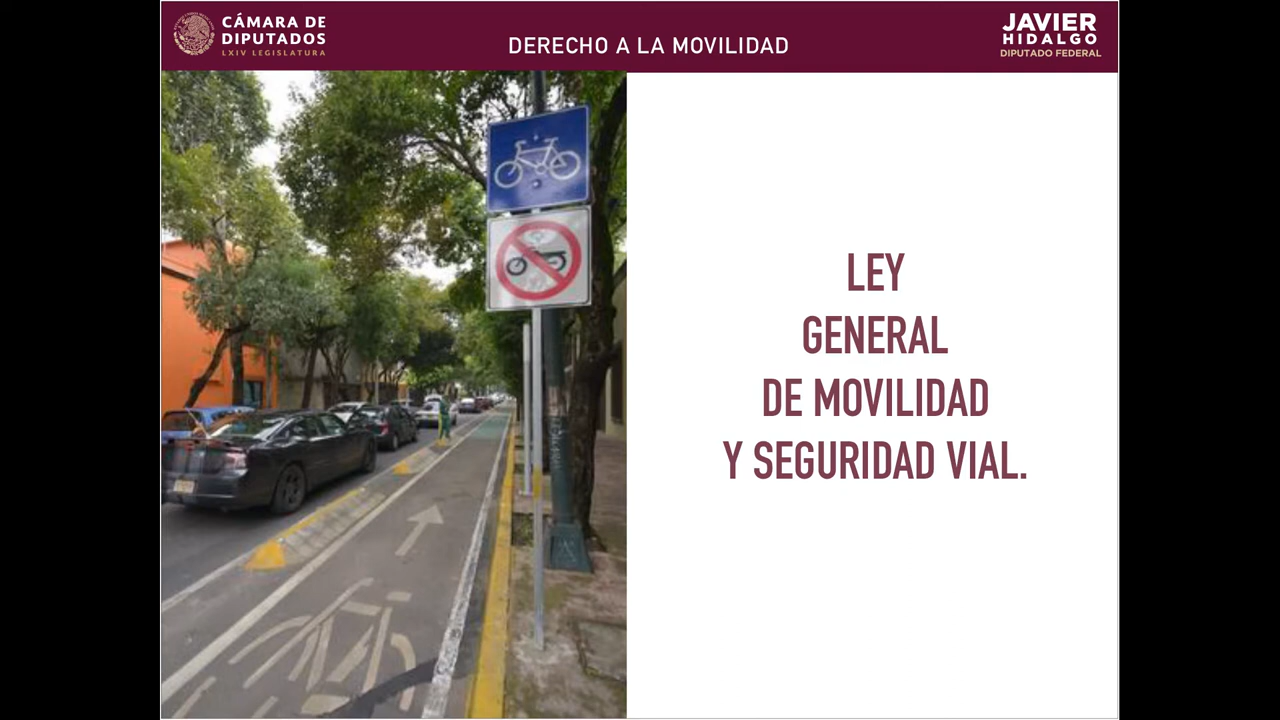 CÁMARA DE
DIPUTADOS
LXIV LEGISLATURA
DERECHO A LA MOVILIDAD
JAVIER
HIDALGO
DIPUTADO FEDERAL
LEY
GENERAL
DE MOVILIDAD
Y SEGURIDAD VIAL.